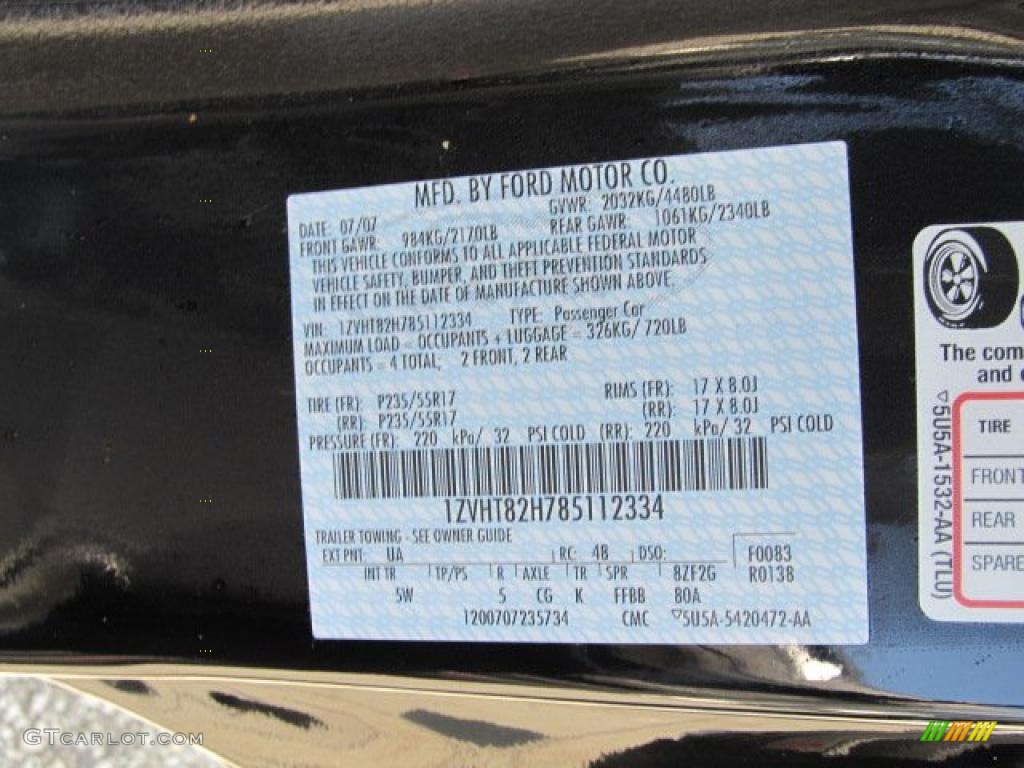 MFD. BY FORD MOTOR CO.
DATE: 07/07 GVWR: 2032KG/4480LB
FRONT GAWR: 984KG/2170LB REAR GAWR: 1061KG/2340LB
THIS VEHICLE CONFORMS TO ALL APPLICABLE FEDERAL MOTOR
VEHICLE SAFETY, BUMPER, AND THEFT PREVENTION STANDARDS
IN EFFECT ON THE DATE OF MANUFACTURE SHOWN ABOVE.
VIN: 1ZVHT82H785112334 TYPE: Passenger Car
MAXIMUM LOAD = OCCUPANTS + LUGGAGE = 326KG/ 720LB
OCCUPANTS = 4 TOTAL; 2 FRONT, 2 REAR
TIRE (FR): P235/55R17 RIMS (FR): 17 X 8.0J
(RR): P235/55R17 (RR): 17 X 8.0J
PRESSURE (FR): 220 kPa/ 32 PSI COLD (RR): 220 kPa/ 32 PSI COLD
1ZVHT82H785112334
TRAILER TOWING - SEE OWNER GUIDE
EXT PNT: UA RC: 48 DSO: F0083
INT TR TP/PS R AXLE TR SPR 8ZF2G R0138
5W S CG K FFBB 80A
1200707235734 CMC ▽5U5A-5420472-AA
The com
and
TIRE
FRONT
REAR
SPARE
▽5U5A-1532-AA (TLU)
GTCARLOT.COM